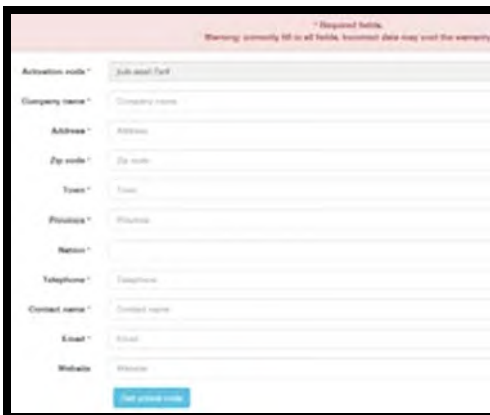 * Required fields.
Warning: correctly fill in all fields, incorrect data may void the warranty
Activation code *
Company name *
Company name
Address *
Address
Zip code *
Zip code
Town *
Town
Province *
Province
Nation *
Telephone *
Telephone
Contact name *
Contact name
Email *
Email
Website
Website
Get unlock code